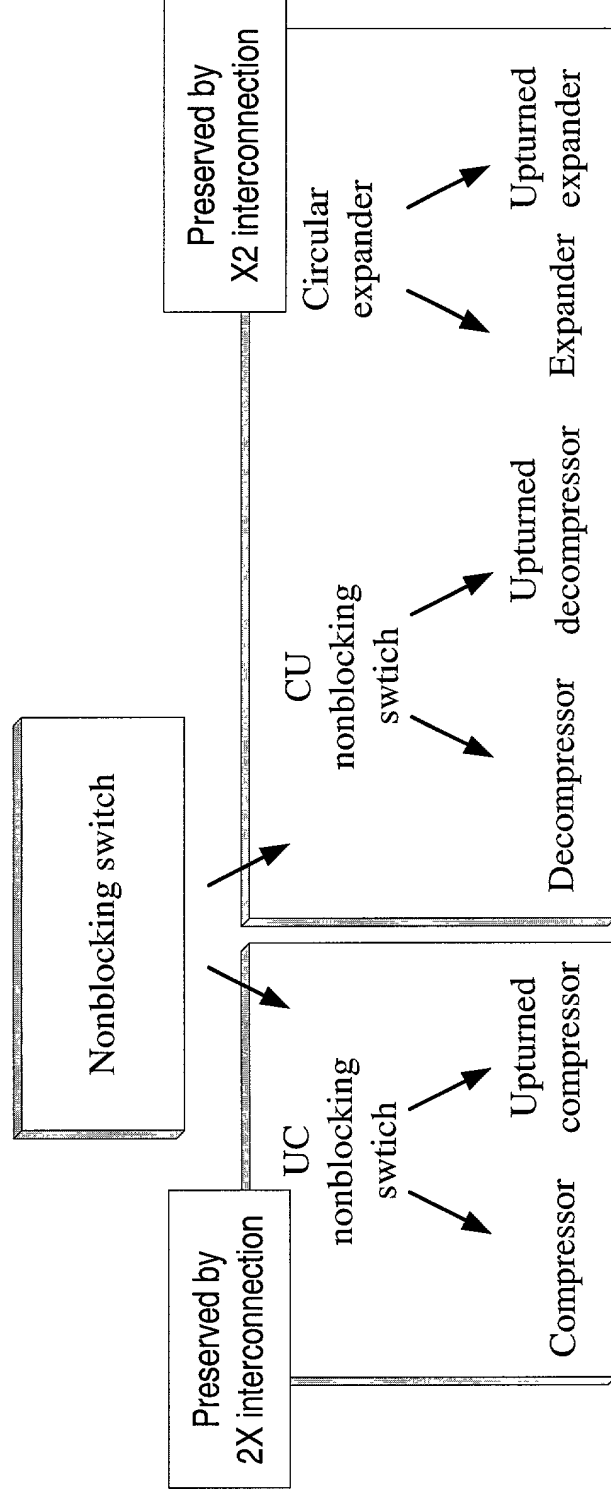 Nonblocking switch
Preserved by
2X interconnection
Preserved by
X2 interconnection
UC
nonblocking
swtich
CU
nonblocking
swtich
Circular
expander
Compressor
Upturned
compressor
Decompressor
Upturned
decompressor
Expander
Upturned
expander